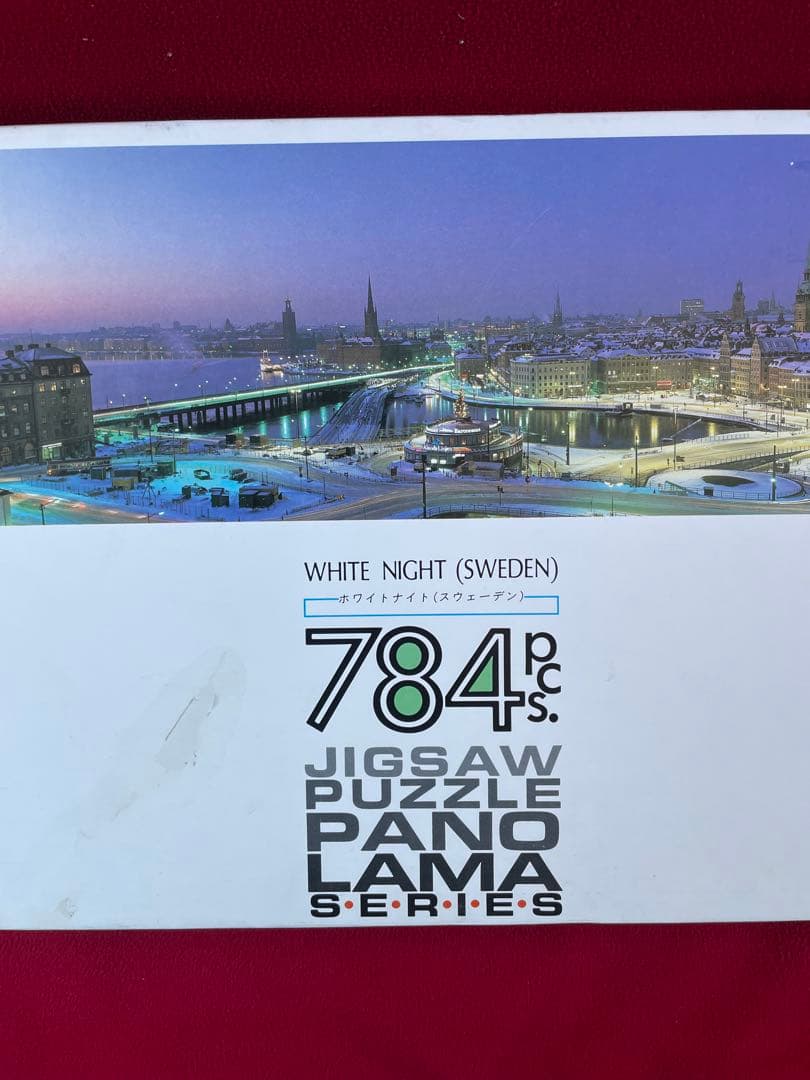 WHITE NIGHT (SWEDEN)
ホワイトナイト(スウェーデン)
784pcs.
JIGSAW
PUZZLE
PANO
LAMA
S•E•R•I•E•S